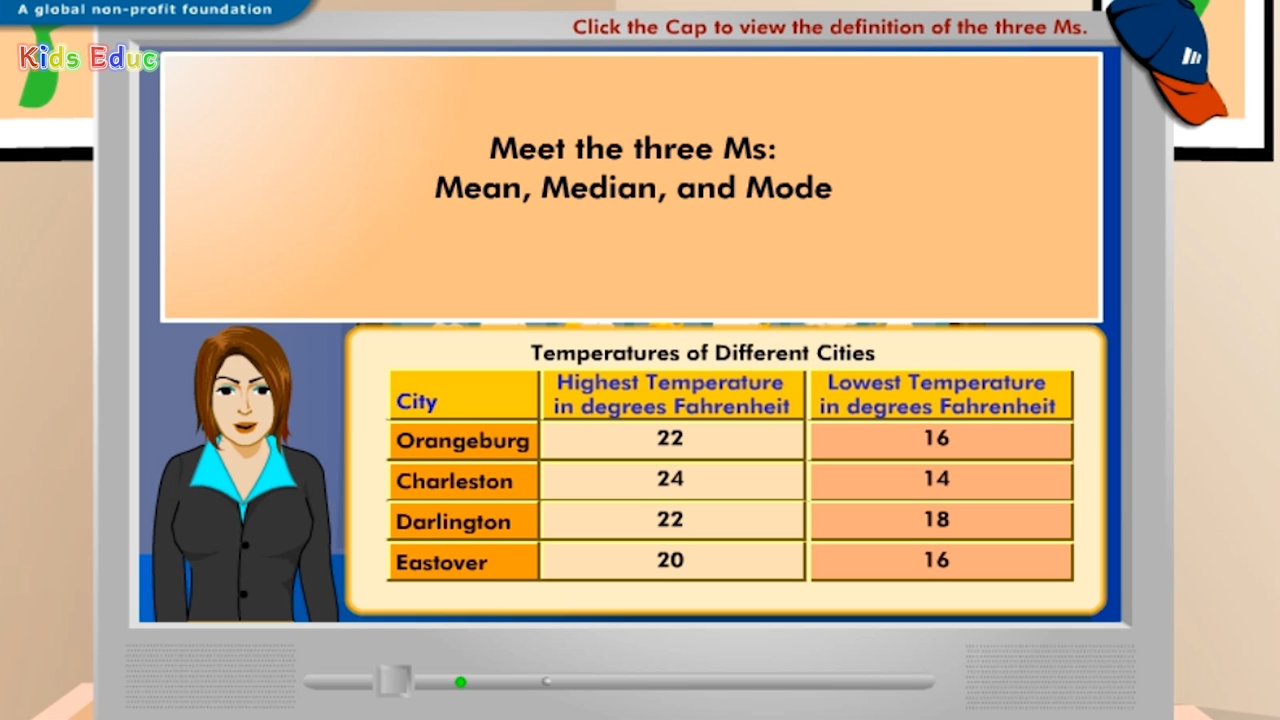 A global non-profit foundation
Click the Cap to view the definition of the three Ms.
Kids Educ
Meet the three Ms:
Mean, Median, and Mode
Temperatures of Different Cities
City
Highest Temperature
in degrees Fahrenheit
Lowest Temperature
in degrees Fahrenheit
Orangeburg 22 16
Charleston 24 14
Darlington 22 18
Eastover 20 16